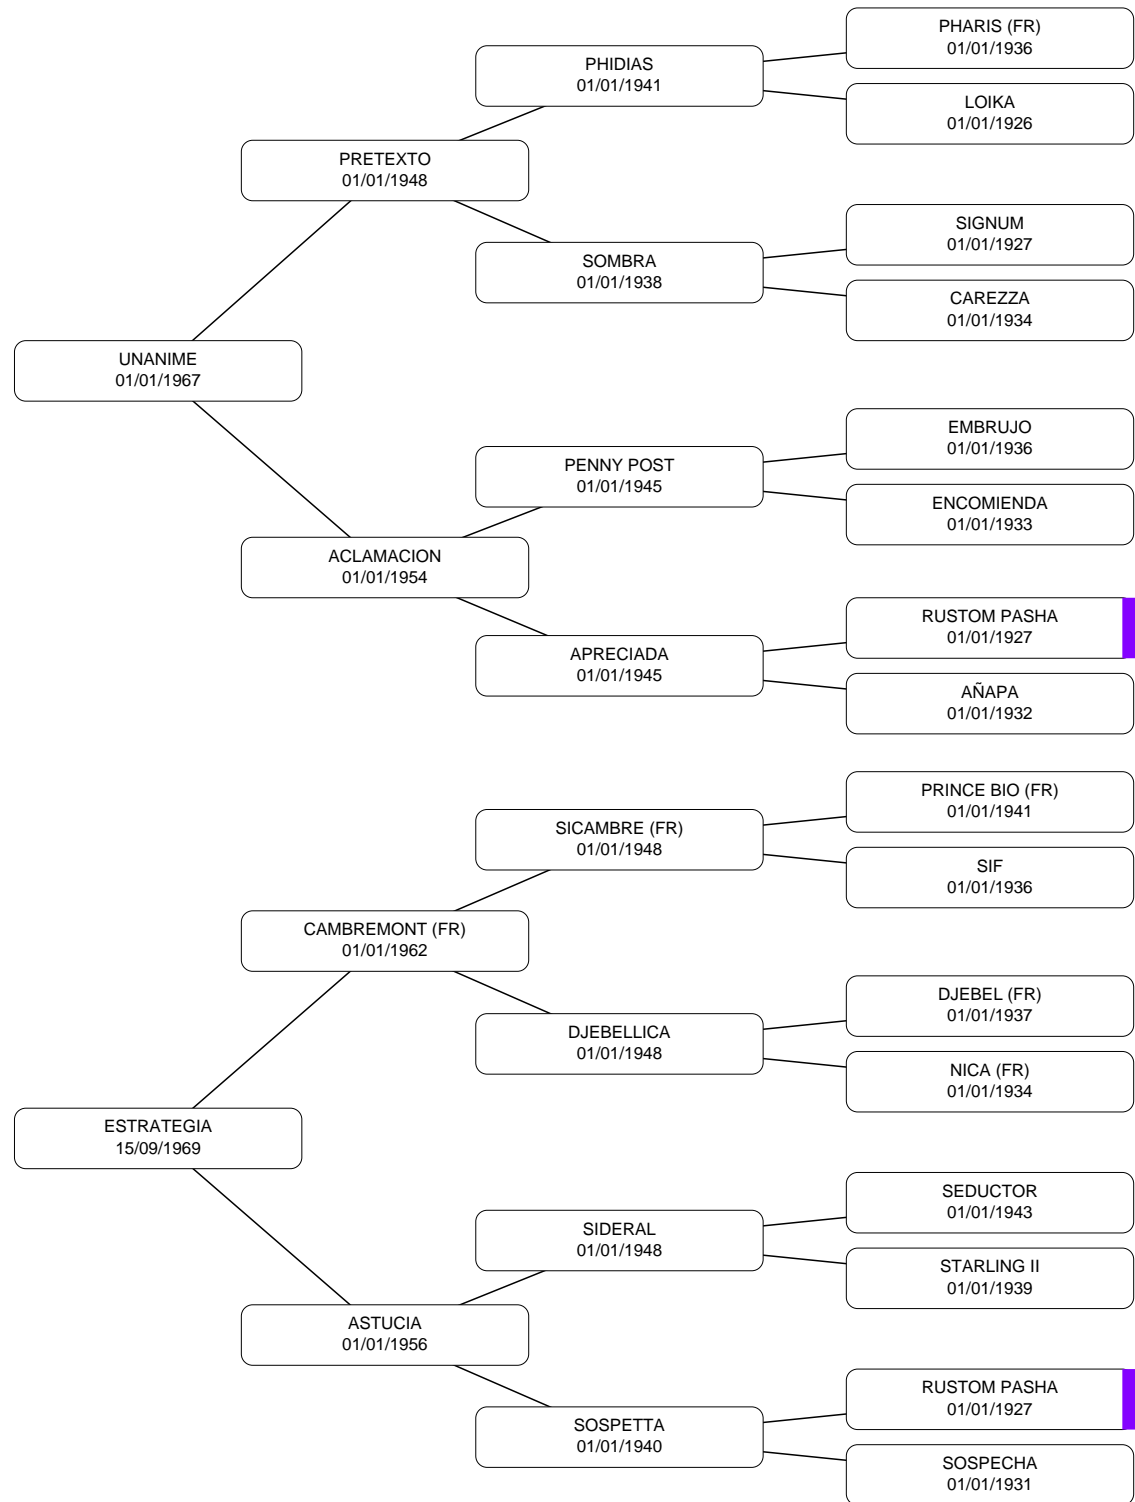 PHARIS (FR)
01/01/1936
PHIDIAS
01/01/1941
LOIKA
01/01/1926
PRETEXTO
01/01/1948
SIGNUM
01/01/1927
SOMBRA
01/01/1938
CAREZZA
01/01/1934
UNANIME
01/01/1967
EMBRUJO
01/01/1936
PENNY POST
01/01/1945
ENCOMIENDA
01/01/1933
ACLAMACION
01/01/1954
RUSTOM PASHA
01/01/1927
APRECIADA
01/01/1945
AÑAPA
01/01/1932
PRINCE BIO (FR)
01/01/1941
SICAMBRE (FR)
01/01/1948
SIF
01/01/1936
CAMBREMONT (FR)
01/01/1962
DJEBEL (FR)
01/01/1937
DJEBELLICA
01/01/1948
NICA (FR)
01/01/1934
ESTRATEGIA
15/09/1969
SEDUCTOR
01/01/1943
SIDERAL
01/01/1948
STARLING II
01/01/1939
ASTUCIA
01/01/1956
RUSTOM PASHA
01/01/1927
SOSPETTA
01/01/1940
SOSPECHA
01/01/1931